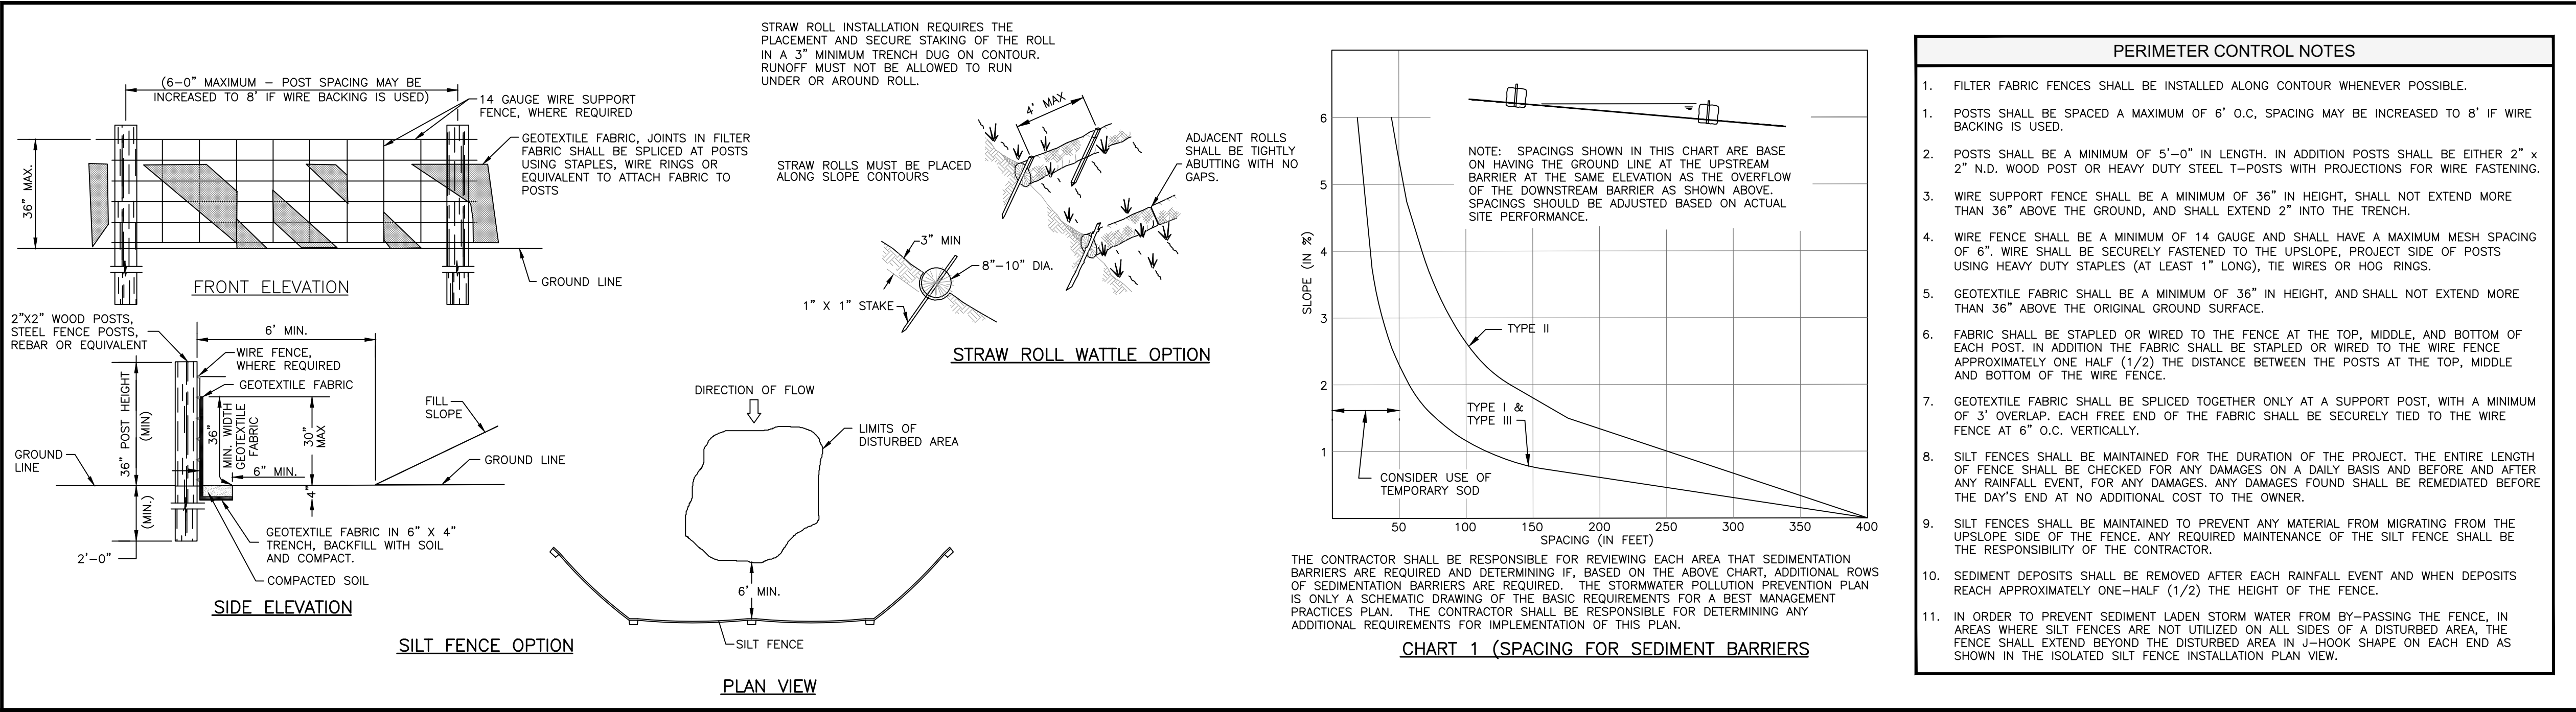 (6-0" MAXIMUM – POST SPACING MAY BE
INCREASED TO 8' IF WIRE BACKING IS USED)
14 GAUGE WIRE SUPPORT
FENCE, WHERE REQUIRED
GEOTEXTILE FABRIC, JOINTS IN FILTER
FABRIC SHALL BE SPLICED AT POSTS
USING STAPLES, WIRE RINGS OR
EQUIVALENT TO ATTACH FABRIC TO
POSTS
36" MAX.
GROUND LINE
FRONT ELEVATION
2"X2" WOOD POSTS,
STEEL FENCE POSTS,
REBAR OR EQUIVALENT
6' MIN.
WIRE FENCE,
WHERE REQUIRED
GEOTEXTILE FABRIC
36" POST HEIGHT
(MIN)
36"
MIN. WIDTH
GEOTEXTILE
FABRIC
30"
MAX
FILL
SLOPE
GROUND
LINE
6" MIN.
GROUND LINE
4"
(MIN.)
2'-0"
GEOTEXTILE FABRIC IN 6" X 4"
TRENCH, BACKFILL WITH SOIL
AND COMPACT.
COMPACTED SOIL
SIDE ELEVATION
SILT FENCE OPTION
STRAW ROLL INSTALLATION REQUIRES THE
PLACEMENT AND SECURE STAKING OF THE ROLL
IN A 3" MINIMUM TRENCH DUG ON CONTOUR.
RUNOFF MUST NOT BE ALLOWED TO RUN
UNDER OR AROUND ROLL.
4' MAX
STRAW ROLLS MUST BE PLACED
ALONG SLOPE CONTOURS
ADJACENT ROLLS
SHALL BE TIGHTLY
ABUTTING WITH NO
GAPS.
3" MIN
8"-10" DIA.
1" X 1" STAKE
STRAW ROLL WATTLE OPTION
DIRECTION OF FLOW
LIMITS OF
DISTURBED AREA
6' MIN.
SILT FENCE
PLAN VIEW
NOTE: SPACINGS SHOWN IN THIS CHART ARE BASE
ON HAVING THE GROUND LINE AT THE UPSTREAM
BARRIER AT THE SAME ELEVATION AS THE OVERFLOW
OF THE DOWNSTREAM BARRIER AS SHOWN ABOVE.
SPACINGS SHOULD BE ADJUSTED BASED ON ACTUAL
SITE PERFORMANCE.
SLOPE (IN %)
6
5
4
3
2
1
TYPE II
TYPE I &
TYPE III
CONSIDER USE OF
TEMPORARY SOD
50 100 150 200 250 300 350 400
SPACING (IN FEET)
THE CONTRACTOR SHALL BE RESPONSIBLE FOR REVIEWING EACH AREA THAT SEDIMENTATION
BARRIERS ARE REQUIRED AND DETERMINING IF, BASED ON THE ABOVE CHART, ADDITIONAL ROWS
OF SEDIMENTATION BARRIERS ARE REQUIRED. THE STORMWATER POLLUTION PREVENTION PLAN
IS ONLY A SCHEMATIC DRAWING OF THE BASIC REQUIREMENTS FOR A BEST MANAGEMENT
PRACTICES PLAN. THE CONTRACTOR SHALL BE RESPONSIBLE FOR DETERMINING ANY
ADDITIONAL REQUIREMENTS FOR IMPLEMENTATION OF THIS PLAN.
CHART 1 (SPACING FOR SEDIMENT BARRIERS
PERIMETER CONTROL NOTES
1. FILTER FABRIC FENCES SHALL BE INSTALLED ALONG CONTOUR WHENEVER POSSIBLE.
1. POSTS SHALL BE SPACED A MAXIMUM OF 6' O.C, SPACING MAY BE INCREASED TO 8' IF WIRE
BACKING IS USED.
2. POSTS SHALL BE A MINIMUM OF 5'-0" IN LENGTH. IN ADDITION POSTS SHALL BE EITHER 2" x
2" N.D. WOOD POST OR HEAVY DUTY STEEL T-POSTS WITH PROJECTIONS FOR WIRE FASTENING.
3. WIRE SUPPORT FENCE SHALL BE A MINIMUM OF 36" IN HEIGHT, SHALL NOT EXTEND MORE
THAN 36" ABOVE THE GROUND, AND SHALL EXTEND 2" INTO THE TRENCH.
4. WIRE FENCE SHALL BE A MINIMUM OF 14 GAUGE AND SHALL HAVE A MAXIMUM MESH SPACING
OF 6". WIRE SHALL BE SECURELY FASTENED TO THE UPSLOPE, PROJECT SIDE OF POSTS
USING HEAVY DUTY STAPLES (AT LEAST 1" LONG), TIE WIRES OR HOG RINGS.
5. GEOTEXTILE FABRIC SHALL BE A MINIMUM OF 36" IN HEIGHT, AND SHALL NOT EXTEND MORE
THAN 36" ABOVE THE ORIGINAL GROUND SURFACE.
6. FABRIC SHALL BE STAPLED OR WIRED TO THE FENCE AT THE TOP, MIDDLE, AND BOTTOM OF
EACH POST. IN ADDITION THE FABRIC SHALL BE STAPLED OR WIRED TO THE WIRE FENCE
APPROXIMATELY ONE HALF (1/2) THE DISTANCE BETWEEN THE POSTS AT THE TOP, MIDDLE
AND BOTTOM OF THE WIRE FENCE.
7. GEOTEXTILE FABRIC SHALL BE SPLICED TOGETHER ONLY AT A SUPPORT POST, WITH A MINIMUM
OF 3' OVERLAP. EACH FREE END OF THE FABRIC SHALL BE SECURELY TIED TO THE WIRE
FENCE AT 6" O.C. VERTICALLY.
8. SILT FENCES SHALL BE MAINTAINED FOR THE DURATION OF THE PROJECT. THE ENTIRE LENGTH
OF FENCE SHALL BE CHECKED FOR ANY DAMAGES ON A DAILY BASIS AND BEFORE AND AFTER
ANY RAINFALL EVENT, FOR ANY DAMAGES. ANY DAMAGES FOUND SHALL BE REMEDIATED BEFORE
THE DAY'S END AT NO ADDITIONAL COST TO THE OWNER.
9. SILT FENCES SHALL BE MAINTAINED TO PREVENT ANY MATERIAL FROM MIGRATING FROM THE
UPSLOPE SIDE OF THE FENCE. ANY REQUIRED MAINTENANCE OF THE SILT FENCE SHALL BE
THE RESPONSIBILITY OF THE CONTRACTOR.
10. SEDIMENT DEPOSITS SHALL BE REMOVED AFTER EACH RAINFALL EVENT AND WHEN DEPOSITS
REACH APPROXIMATELY ONE-HALF (1/2) THE HEIGHT OF THE FENCE.
11. IN ORDER TO PREVENT SEDIMENT LADEN STORM WATER FROM BY-PASSING THE FENCE, IN
AREAS WHERE SILT FENCES ARE NOT UTILIZED ON ALL SIDES OF A DISTURBED AREA, THE
FENCE SHALL EXTEND BEYOND THE DISTURBED AREA IN J-HOOK SHAPE ON EACH END AS
SHOWN IN THE ISOLATED SILT FENCE INSTALLATION PLAN VIEW.